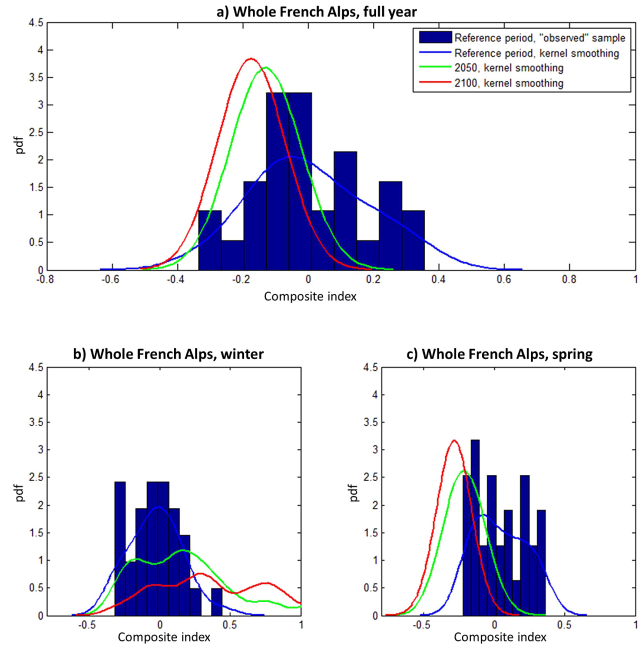 a) Whole French Alps, full year
4.5
4
3.5
3
2.5
2
1.5
1
0.5
0
pdf
Reference period, "observed" sample
Reference period, kernel smoothing
2050, kernel smoothing
2100, kernel smoothing
-0.8 -0.6 -0.4 -0.2 0 0.2 0.4 0.6 0.8 1
Composite index
b) Whole French Alps, winter
4.5
4
3.5
3
2.5
2
1.5
1
0.5
0
pdf
-0.5 0 0.5 1
Composite index
c) Whole French Alps, spring
4.5
4
3.5
3
2.5
2
1.5
1
0.5
0
pdf
-0.5 0 0.5 1
Composite index